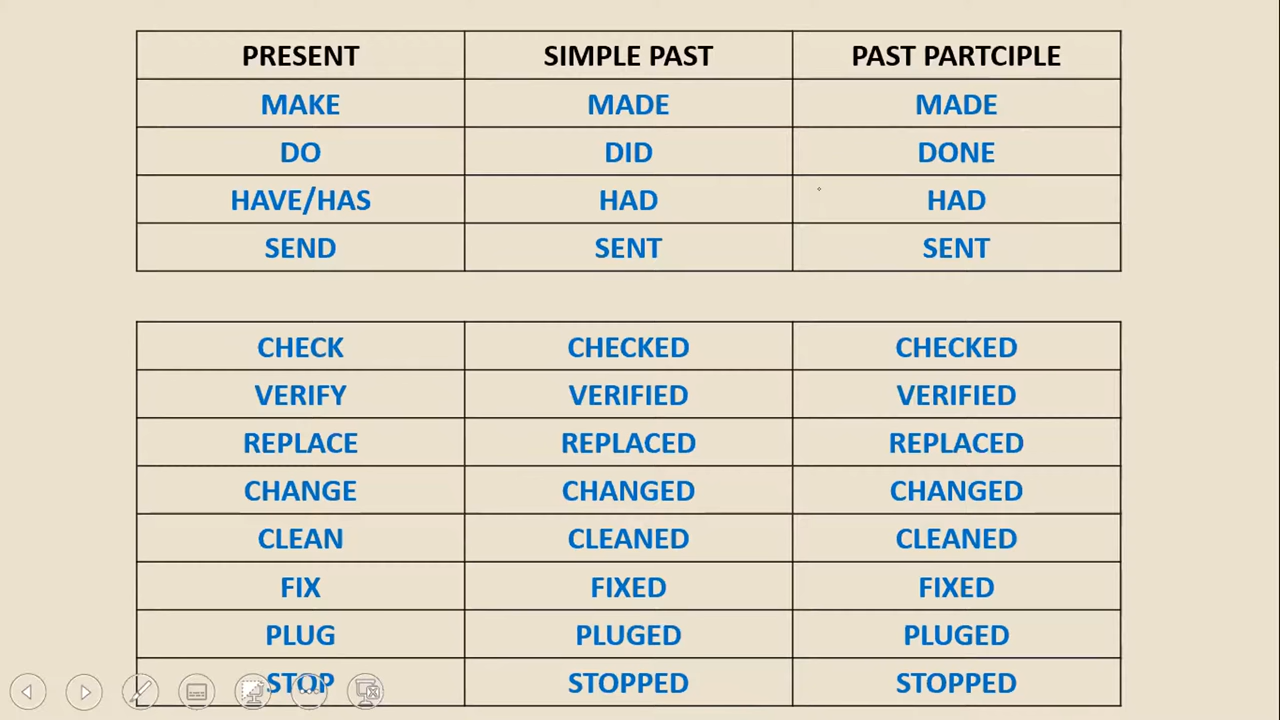 PRESENT SIMPLE PAST PAST PARTCIPLE
MAKE MADE MADE
DO DID DONE
HAVE/HAS HAD HAD
SEND SENT SENT
CHECK CHECKED CHECKED
VERIFY VERIFIED VERIFIED
REPLACE REPLACED REPLACED
CHANGE CHANGED CHANGED
CLEAN CLEANED CLEANED
FIX FIXED FIXED
PLUG PLUGED PLUGED
STOP STOPPED STOPPED